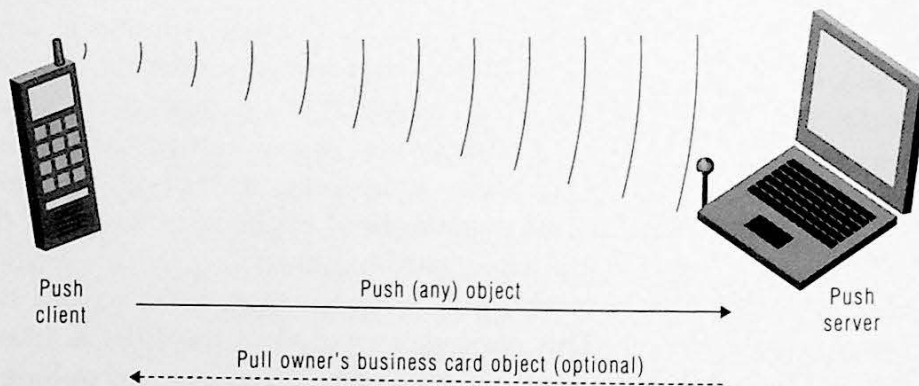 Push
client
Push (any) object
Push
server
Pull owner's business card object (optional)